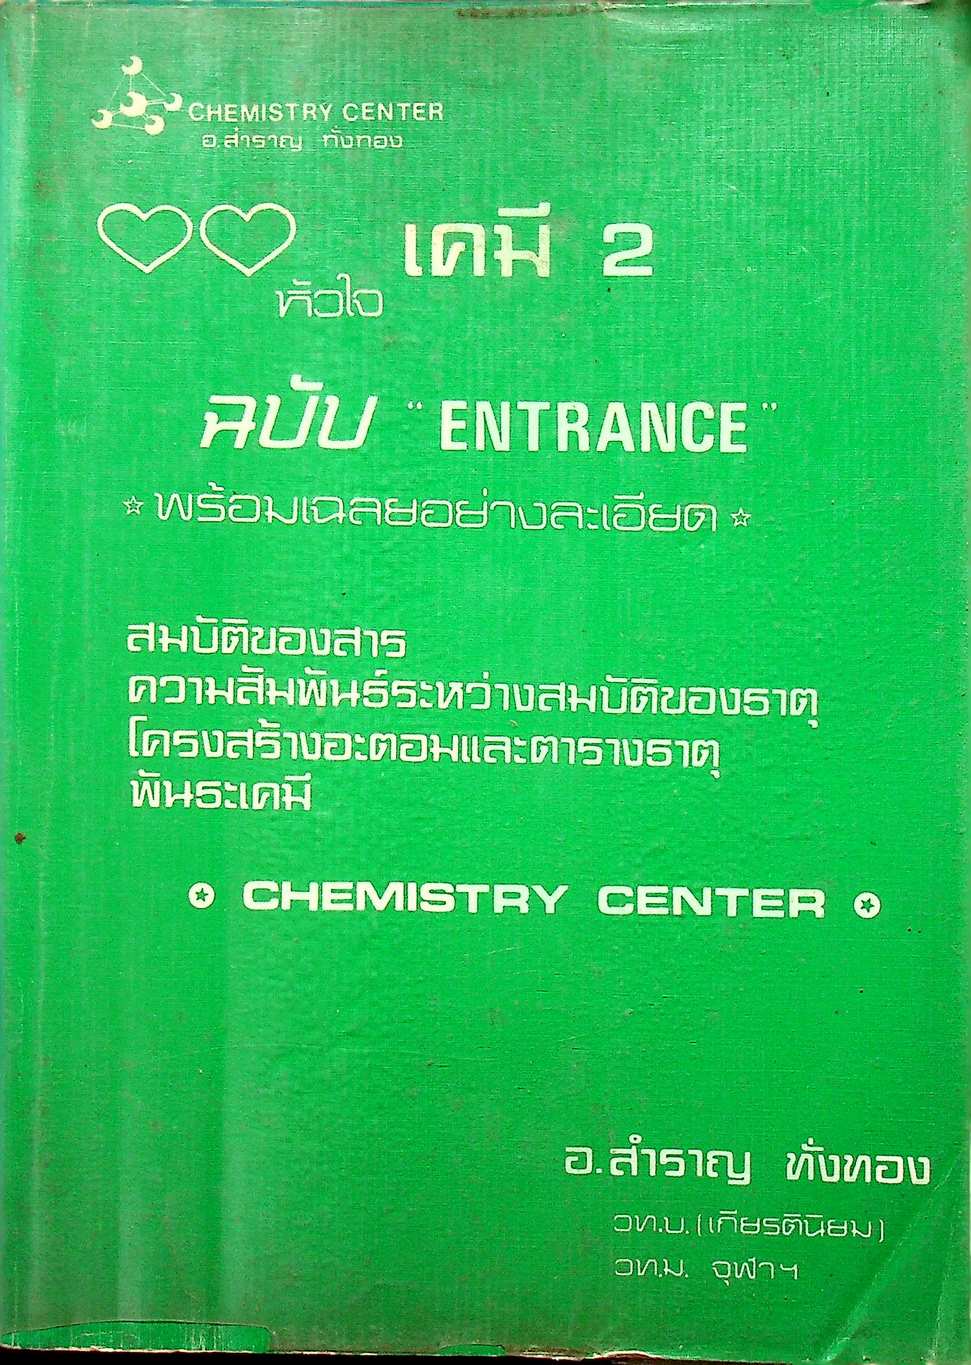 CHEMISTRY CENTER
อ.สำราญ ทั่งทอง
หัวใจ เคมี 2
ฉบับ "ENTRANCE"
☆ พร้อมเฉลยอย่างละเอียด ☆
สมบัติของสาร
ความสัมพันธ์ระหว่างสมบัติของธาตุ
โครงสร้างอะตอมและตารางธาตุ
พันธะเคมี
CHEMISTRY CENTER
อ.สำราญ ทั่งทอง
วท.บ. (เกียรตินิยม)
วท.ม. จุฬาฯ